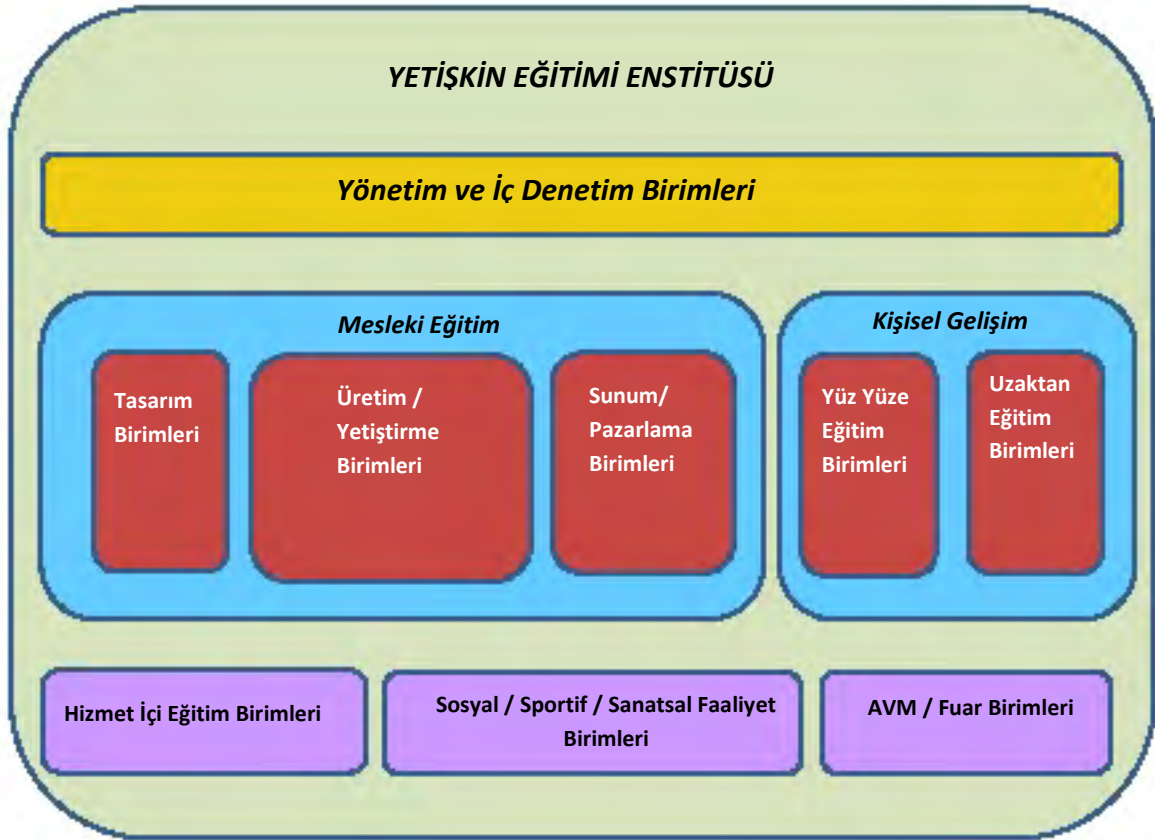 YETİŞKİN EĞİTİMİ ENSTİTÜSÜ
Yönetim ve İç Denetim Birimleri
Mesleki Eğitim
Tasarım
Birimleri
Üretim /
Yetiştirme
Birimleri
Sunum/
Pazarlama
Birimleri
Kişisel Gelişim
Yüz Yüze
Eğitim
Birimleri
Uzaktan
Eğitim
Birimleri
Hizmet İçi Eğitim Birimleri
Sosyal / Sportif / Sanatsal Faaliyet
Birimleri
AVM / Fuar Birimleri